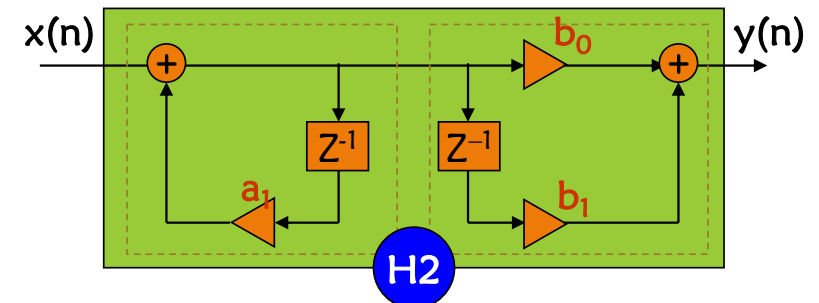 x(n) + b₀ + y(n)
Z⁻¹ Z⁻¹
a₁ b₁
H2